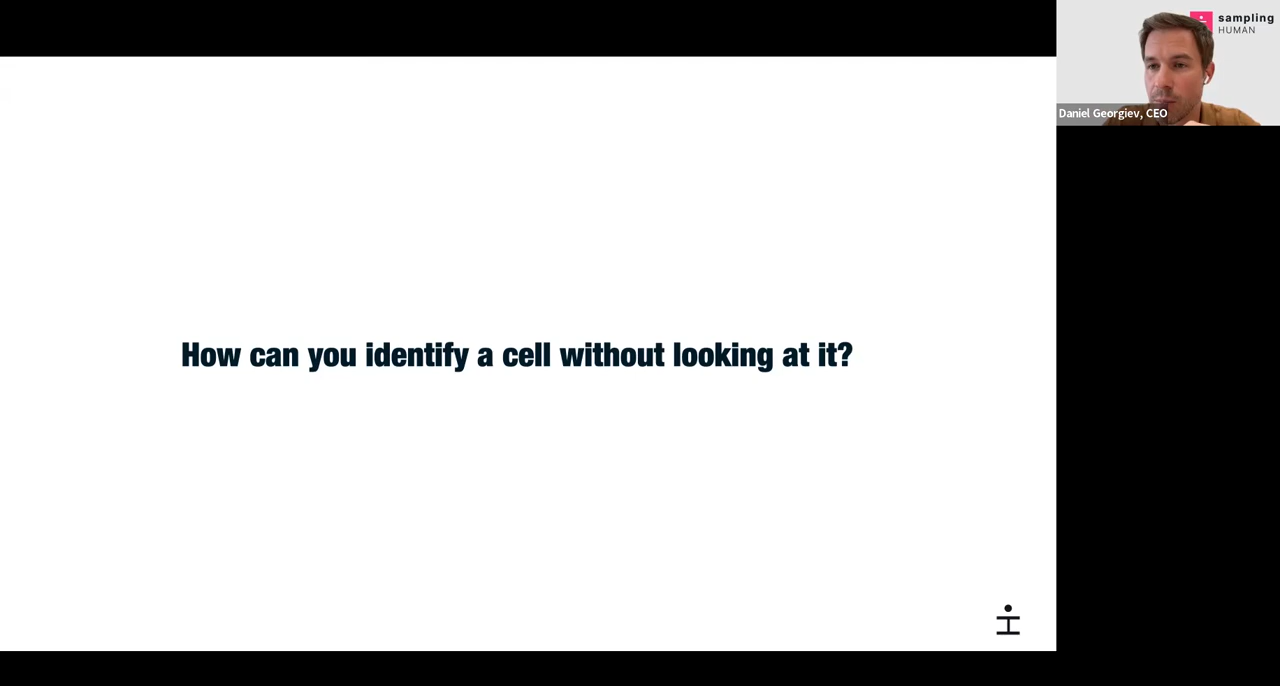 sampling
HUMAN
Daniel Georgiev, CEO
How can you identify a cell without looking at it?